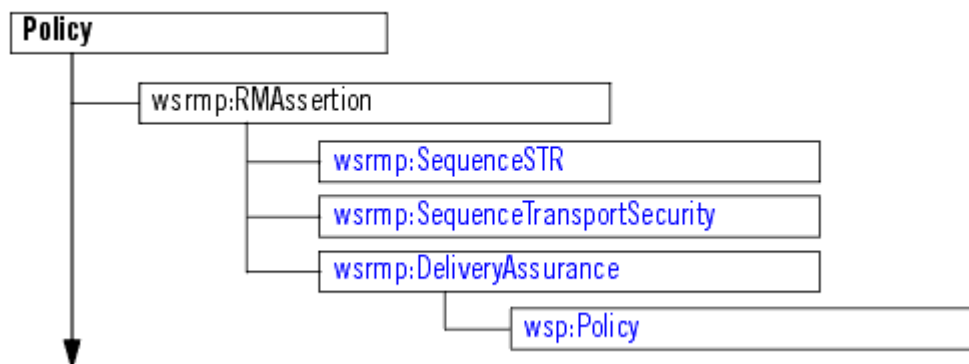 Policy
wsrmp:RMAssertion
wsrmp:SequenceSTR
wsrmp:SequenceTransportSecurity
wsrmp:DeliveryAssurance
wsp:Policy